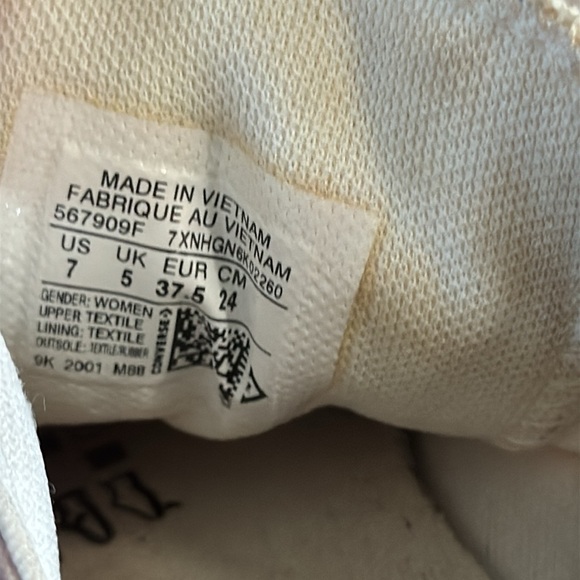 MADE IN VIETNAM
FABRIQUE AU VIETNAM
567909F 7XNHGN6K02260
US UK EUR CM
7 5 37.5 24
GENDER: WOMEN
UPPER TEXTILE
LINING: TEXTILE
OUTSOLE: TEXTILE/RUBBER
9K 2001 M8B
CONVERSE